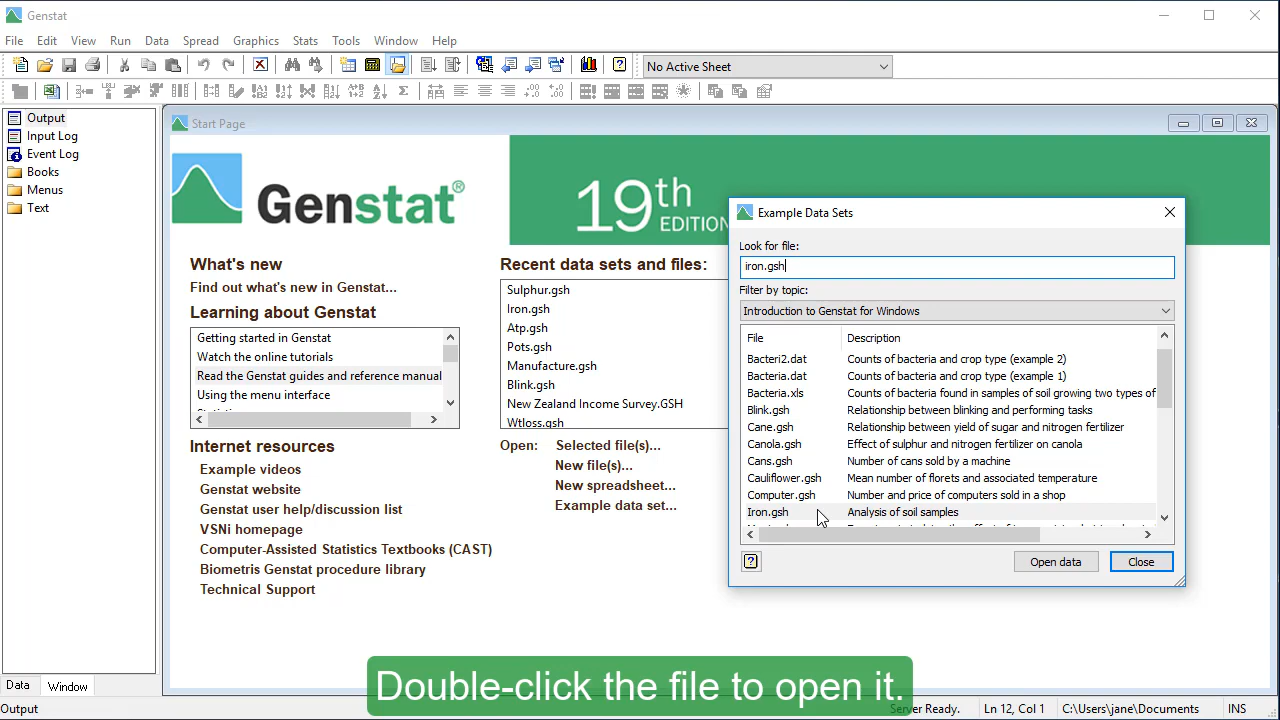 Genstat
File Edit View Run Data Spread Graphics Stats Tools Window Help
No Active Sheet
Output
Input Log
Event Log
Books
Menus
Text
Start Page
Genstat®
19th EDITION
What's new
Find out what's new in Genstat...
Learning about Genstat
Getting started in Genstat
Watch the online tutorials
Read the Genstat guides and reference manual
Using the menu interface
Internet resources
Example videos
Genstat website
Genstat user help/discussion list
VSNi homepage
Computer-Assisted Statistics Textbooks (CAST)
Biometris Genstat procedure library
Technical Support
Recent data sets and files:
Sulphur.gsh
Iron.gsh
Atp.gsh
Pots.gsh
Manufacture.gsh
Blink.gsh
New Zealand Income Survey.GSH
Wtloss.gsh
Open: Selected file(s)...
New file(s)...
New spreadsheet...
Example data set...
Example Data Sets
Look for file:
iron.gsh
Filter by topic:
Introduction to Genstat for Windows
File Description
Bacteri2.dat Counts of bacteria and crop type (example 2)
Bacteria.dat Counts of bacteria and crop type (example 1)
Bacteria.xls Counts of bacteria found in samples of soil growing two types of
Blink.gsh Relationship between blinking and performing tasks
Cane.gsh Relationship between yield of sugar and nitrogen fertilizer
Canola.gsh Effect of sulphur and nitrogen fertilizer on canola
Cans.gsh Number of cans sold by a machine
Cauliflower.gsh Mean number of florets and associated temperature
Computer.gsh Number and price of computers sold in a shop
Iron.gsh Analysis of soil samples
Open data Close
Double-click the file to open it.
Data Window
Output Server Ready. Ln 12, Col 1 C:\Users\jane\Documents INS